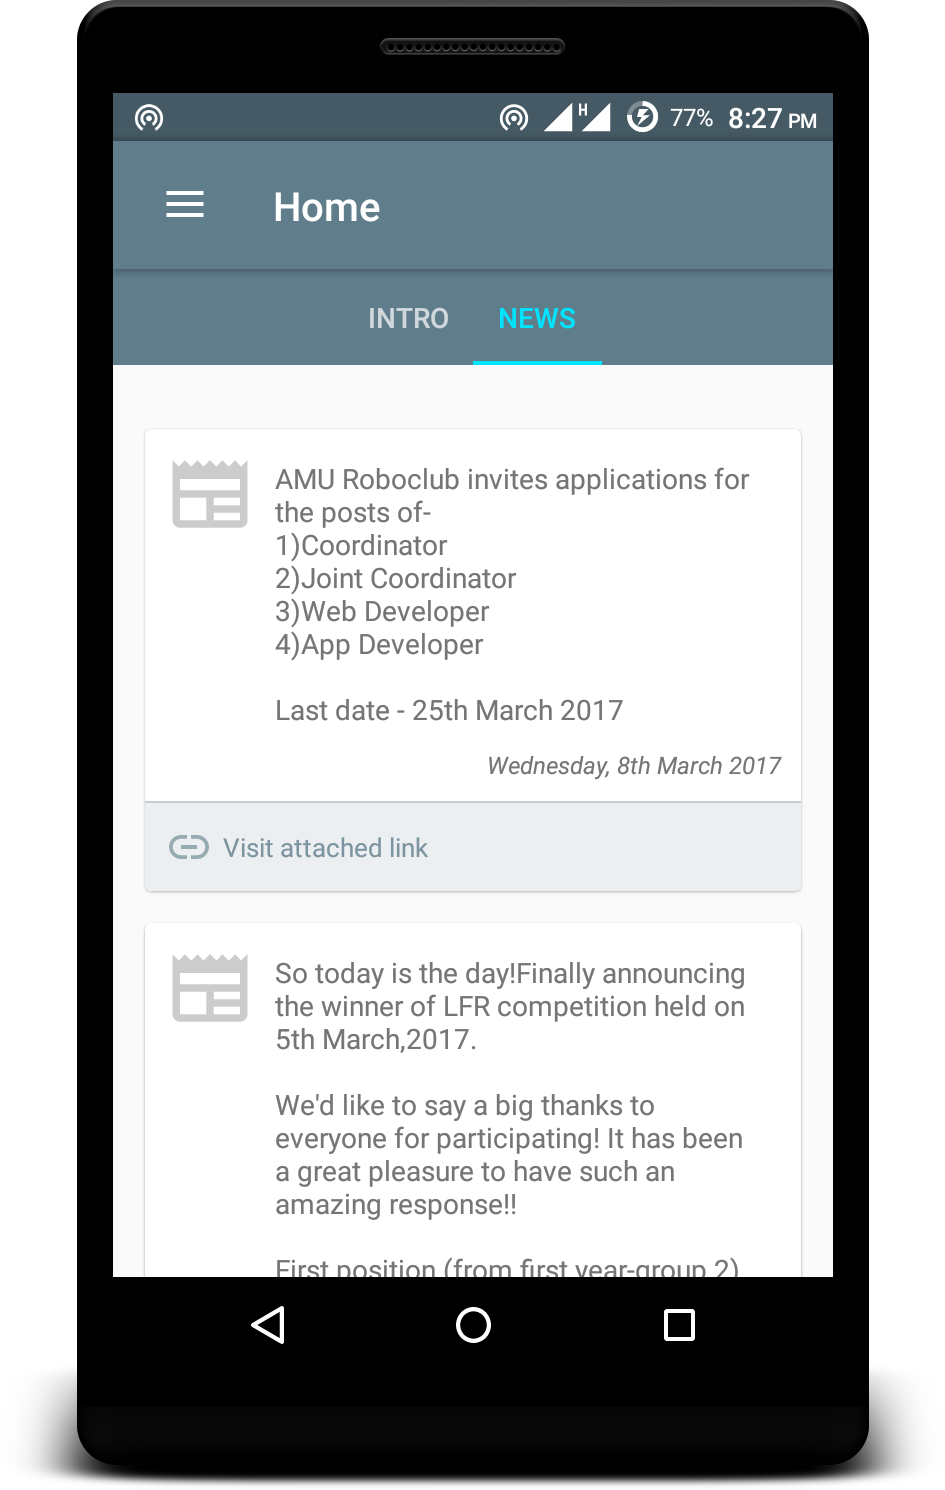 H 77% 8:27 PM
Home
INTRO NEWS
AMU Roboclub invites applications for
the posts of-
1)Coordinator
2)Joint Coordinator
3)Web Developer
4)App Developer
Last date - 25th March 2017
Wednesday, 8th March 2017
Visit attached link
So today is the day!Finally announcing
the winner of LFR competition held on
5th March,2017.
We'd like to say a big thanks to
everyone for participating! It has been
a great pleasure to have such an
amazing response!!
First position (from first year-group 2)